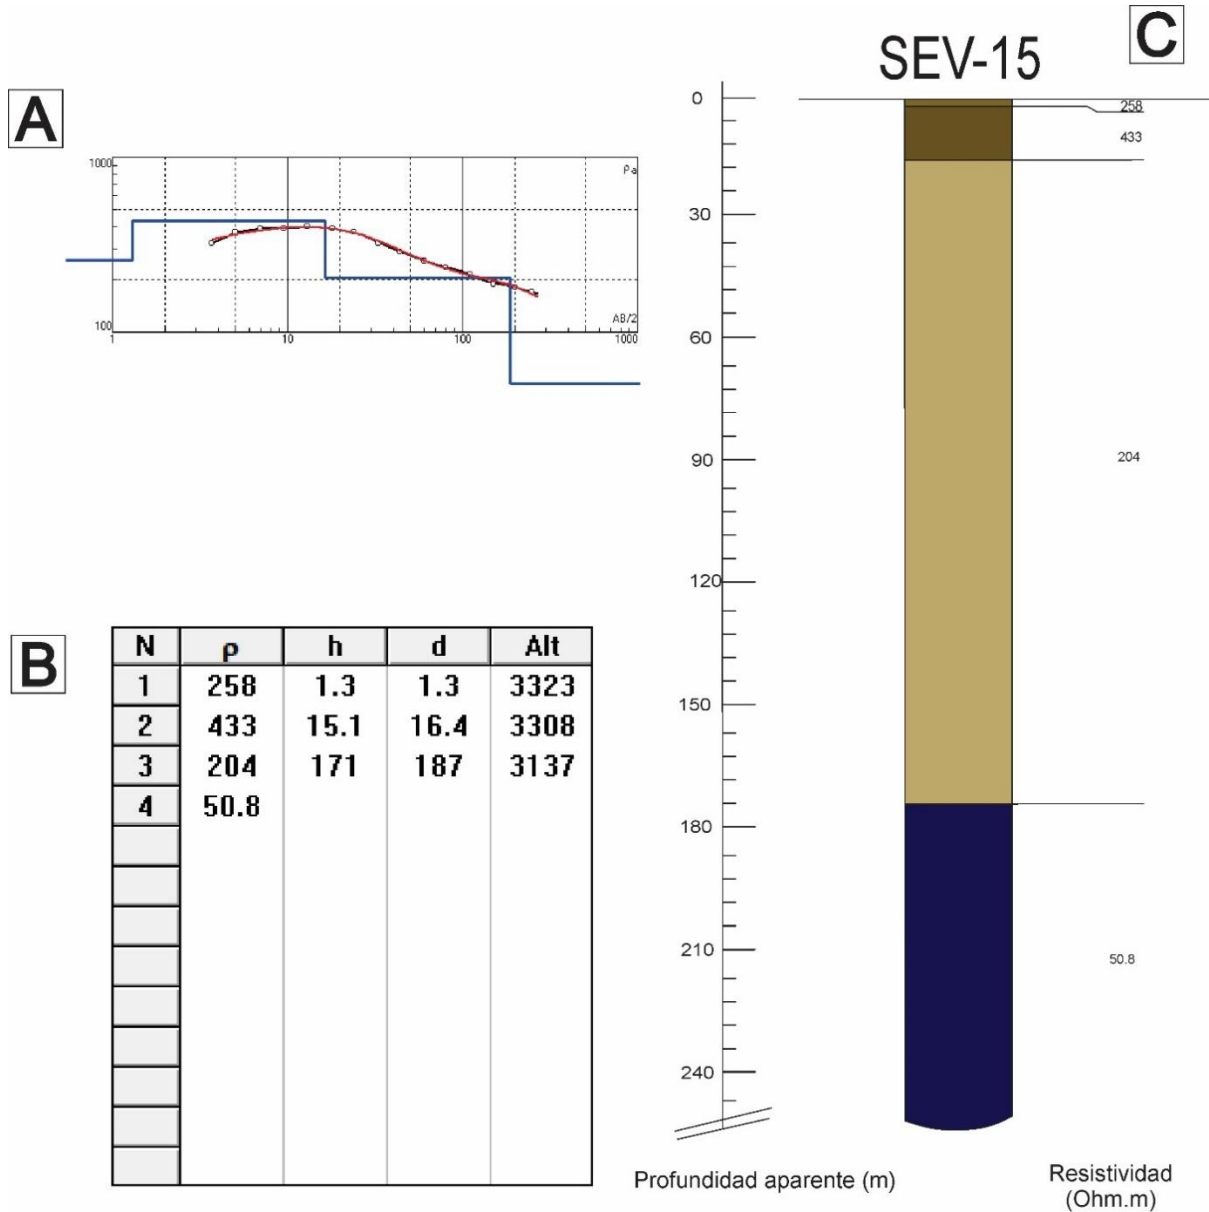 A
1000
ρa
100
AB/2
1
10
100
1000
B
N ρ h d Alt
1 258 1.3 1.3 3323
2 433 15.1 16.4 3308
3 204 171 187 3137
4 50.8
SEV-15
C
0
30
60
90
120
150
180
210
240
258
433
204
50.8
Profundidad aparente (m)
Resistividad
(Ohm.m)